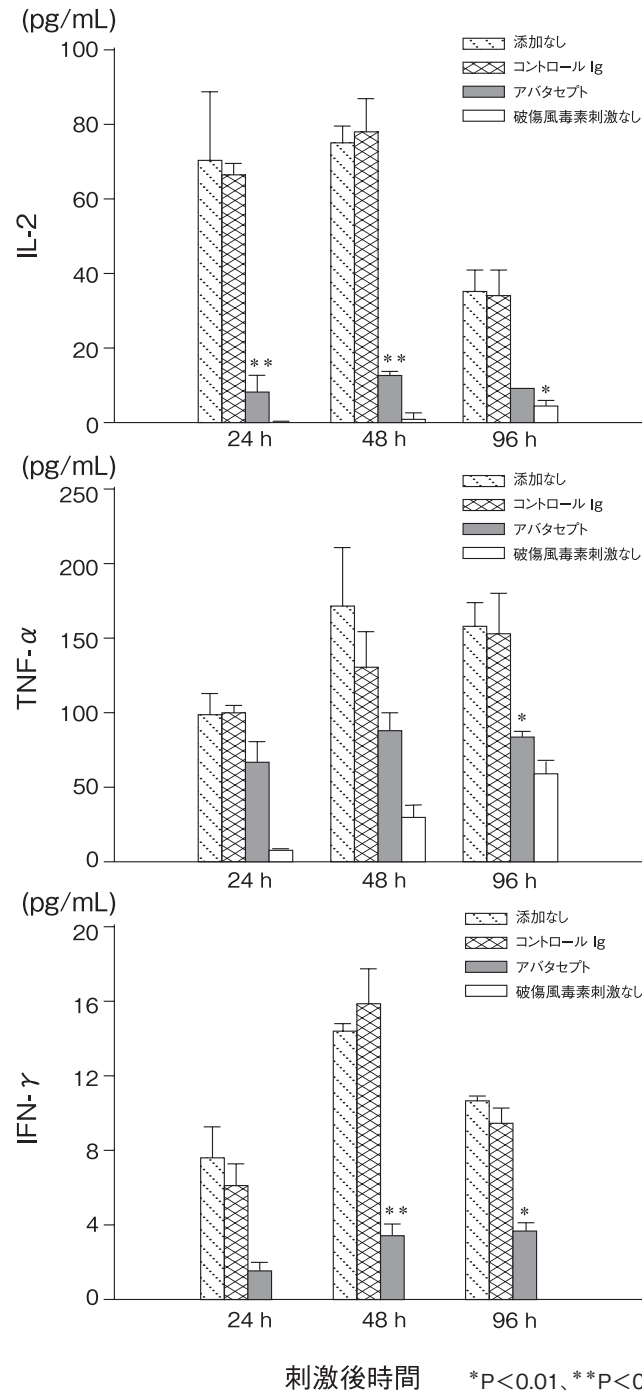 (pg/mL)
100
80
60
40
20
0
IL-2
添加なし
コントロール Ig
アバタセプト
破傷風毒素刺激なし
**
**
*
24 h 48 h 96 h
(pg/mL)
250
200
150
100
50
0
TNF-α
添加なし
コントロール Ig
アバタセプト
破傷風毒素刺激なし
*
24 h 48 h 96 h
(pg/mL)
20
16
12
8
4
0
IFN-γ
添加なし
コントロール Ig
アバタセプト
破傷風毒素刺激なし
**
*
24 h 48 h 96 h
刺激後時間 *P<0.01、**P<0